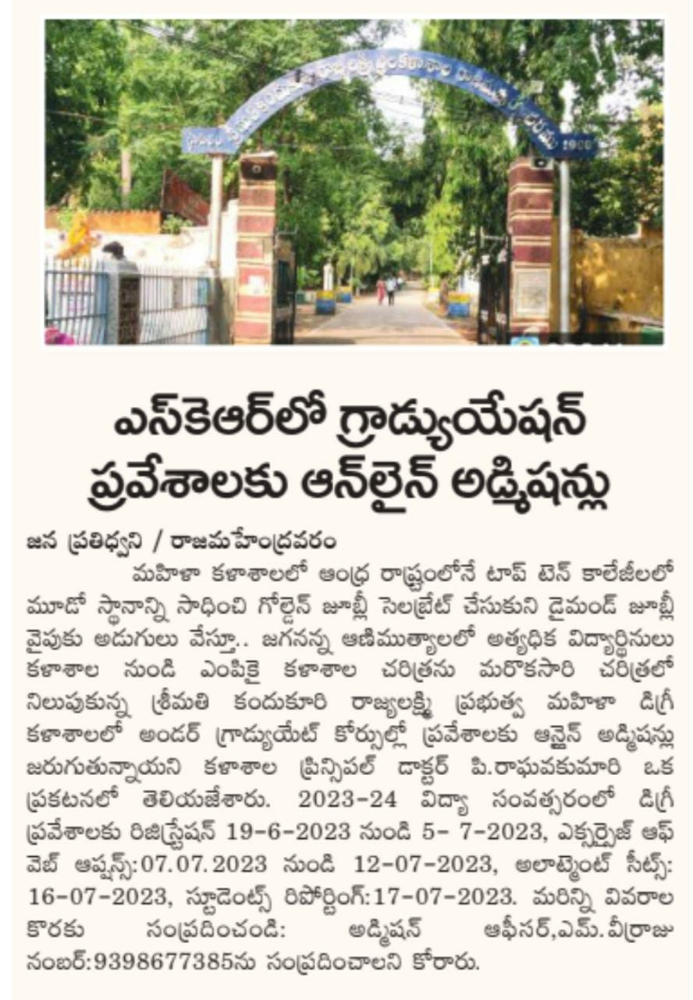 1968
ఎస్‌కెఆర్‌లో గ్రాడ్యుయేషన్
ప్రవేశాలకు ఆన్‌లైన్ అడ్మిషన్లు
జన ప్రతిధ్వని / రాజమహేంద్రవరం
మహిళా కళాశాలలో ఆంధ్ర రాష్ట్రంలోనే టాప్ టెన్ కాలేజీలలో
మూడో స్థానాన్ని సాధించి గోల్డెన్ జూబ్లీ సెలబ్రేట్ చేసుకుని డైమండ్ జూబ్లీ
వైపుకు అడుగులు వేస్తూ.. జగనన్న ఆణిముత్యాలలో అత్యధిక విద్యార్థినులు
కళాశాల నుండి ఎంపికై కళాశాల చరిత్రను మరొకసారి చరిత్రలో
నిలుపుకున్న శ్రీమతి కందుకూరి రాజ్యలక్ష్మి ప్రభుత్వ మహిళా డిగ్రీ
కళాశాలలో అండర్ గ్రాడ్యుయేట్ కోర్సుల్లో ప్రవేశాలకు ఆన్లైన్ అడ్మిషన్లు
జరుగుతున్నాయని కళాశాల ప్రిన్సిపల్ డాక్టర్ పి.రాఘవకుమారి ఒక
ప్రకటనలో తెలియజేశారు. 2023-24 విద్యా సంవత్సరంలో డిగ్రీ
ప్రవేశాలకు రిజిస్ట్రేషన్ 19-6-2023 నుండి 5- 7-2023, ఎక్సర్సైజ్ ఆఫ్
వెబ్ ఆప్షన్స్:07.07.2023 నుండి 12-07-2023, అలాట్మెంట్ సీట్స్:
16-07-2023, స్టూడెంట్స్ రిపోర్టింగ్:17-07-2023. మరిన్ని వివరాల
కొరకు సంప్రదించండి: అడ్మిషన్ ఆఫీసర్,ఎమ్.వీర్రాజు
నంబర్:9398677385ను సంప్రదించాలని కోరారు.